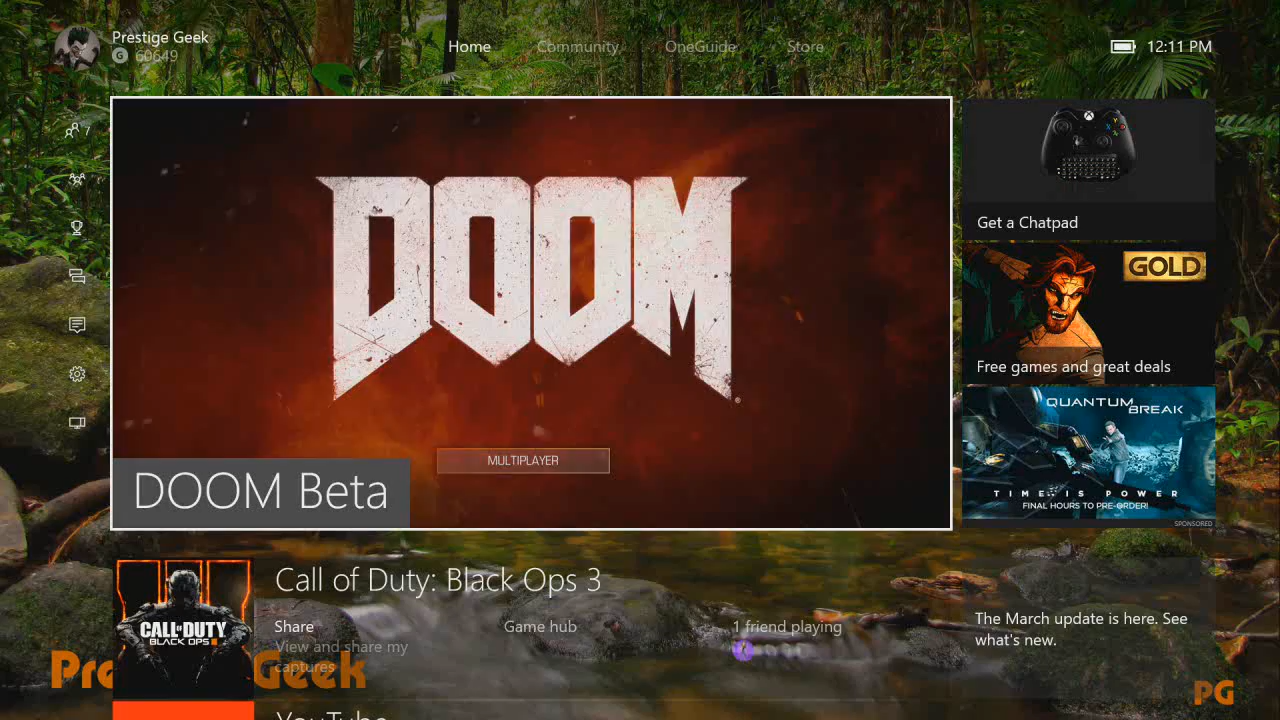 Prestige Geek
G 60649
Home
Community
OneGuide
Store
12:11 PM
7
DOOM
®
MULTIPLAYER
DOOM Beta
Get a Chatpad
GOLD
Free games and great deals
QUANTUM
BREAK
TIME IS POWER
FINAL HOURS TO PRE-ORDER!
SPONSORED
CALL OF DUTY
BLACK OPS III
Call of Duty: Black Ops 3
Share
View and share my
captures
Game hub
1 friend playing
The March update is here. See
what's new.
Geek
PG
YouTube